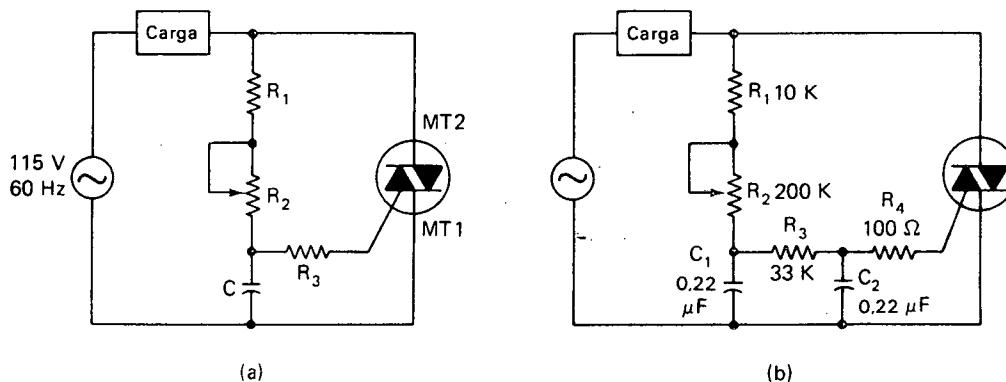 Carga
R1
MT2
115 V
60 Hz
R2
MT1
R3
C
(a)
Carga
R1 10 K
R2 200 K
R4
100 Ω
R3
33 K
C1
0,22
μF
C2
0,22 μF
(b)